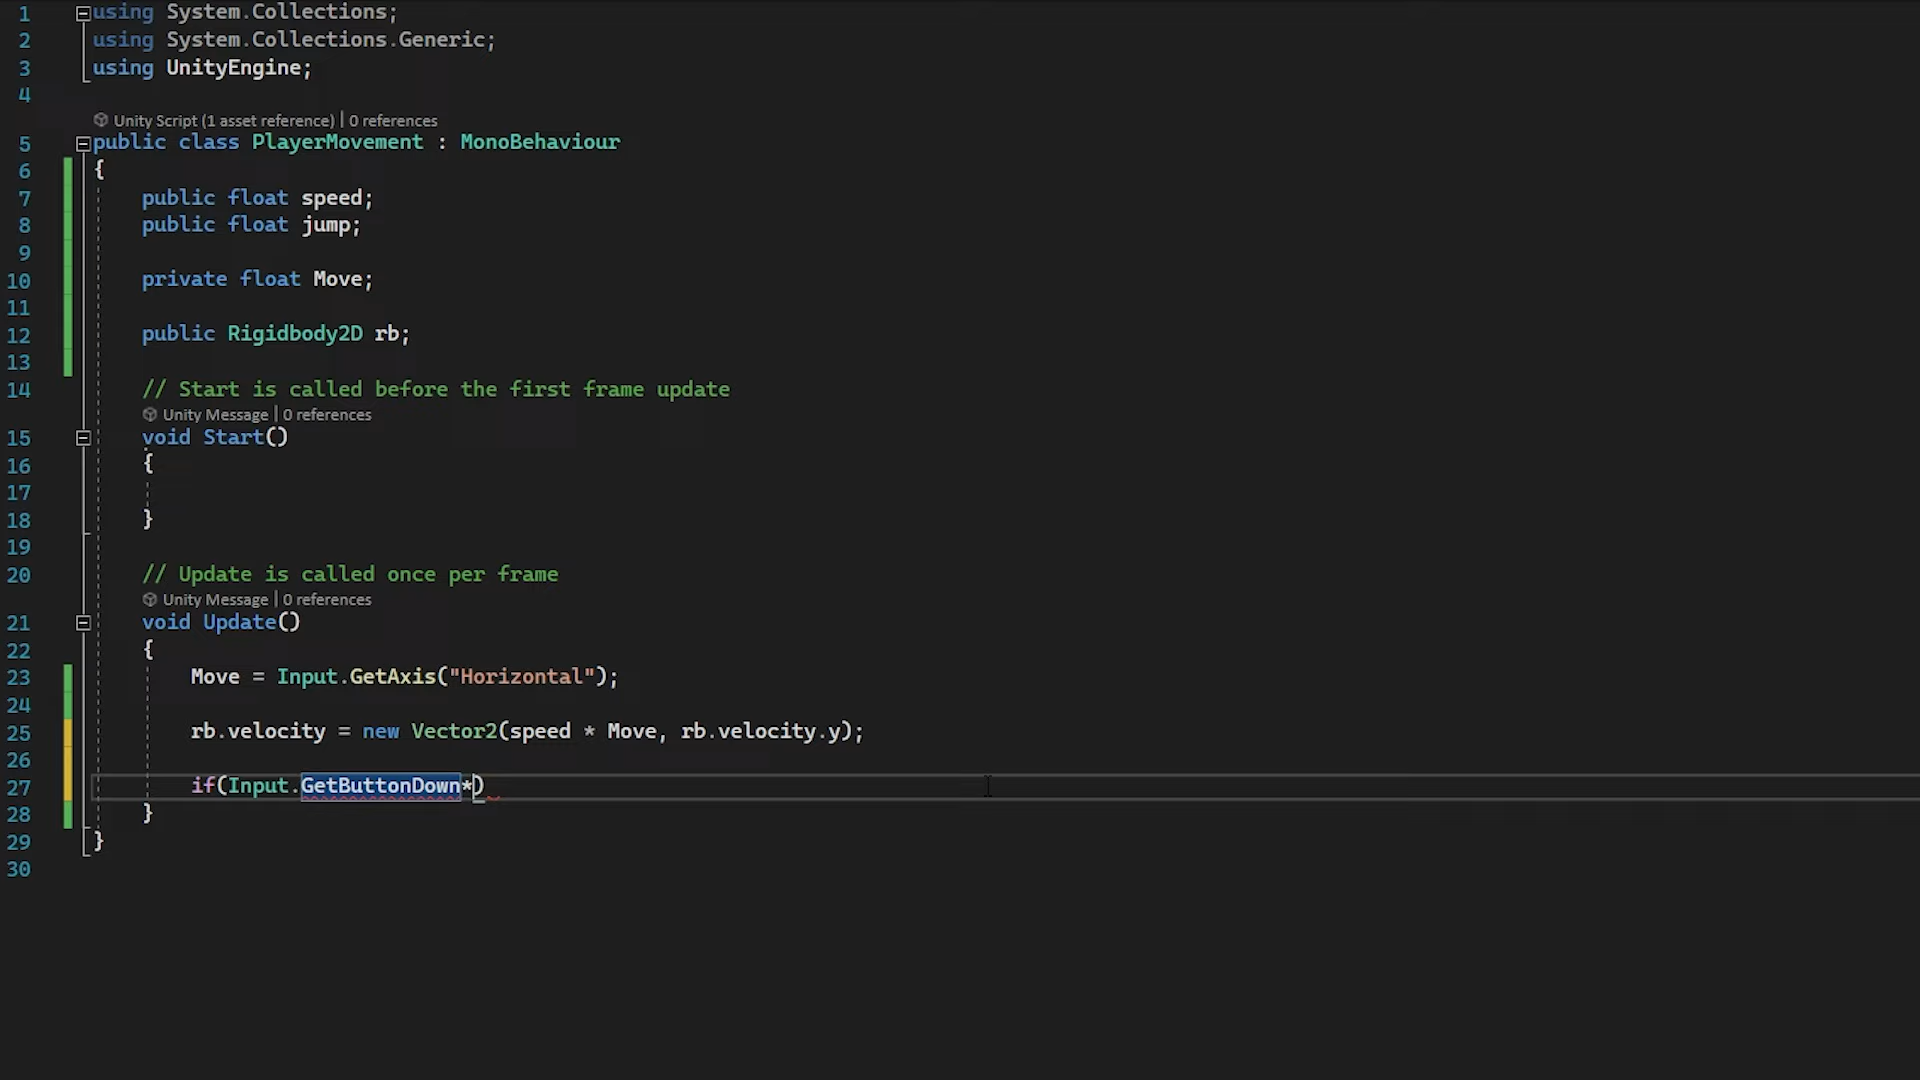 1 using System.Collections;
2 using System.Collections.Generic;
3 using UnityEngine;
4
Unity Script (1 asset reference) | 0 references
5 public class PlayerMovement : MonoBehaviour
6 {
7 public float speed;
8 public float jump;
9
10 private float Move;
11
12 public Rigidbody2D rb;
13
14 // Start is called before the first frame update
Unity Message | 0 references
15 void Start()
16 {
17
18 }
19
20 // Update is called once per frame
Unity Message | 0 references
21 void Update()
22 {
23 Move = Input.GetAxis("Horizontal");
24
25 rb.velocity = new Vector2(speed * Move, rb.velocity.y);
26
27 if(Input.GetButtonDown*)
28 }
29 }
30